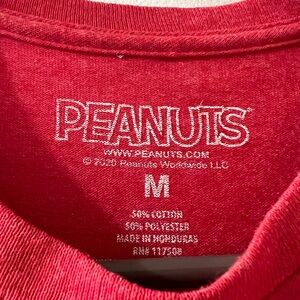 PEANUTS
WWW.PEANUTS.COM
© 2020 Peanuts Worldwide LLC
M
50% COTTON
50% POLYESTER
MADE IN HONDURAS
RN# 117508